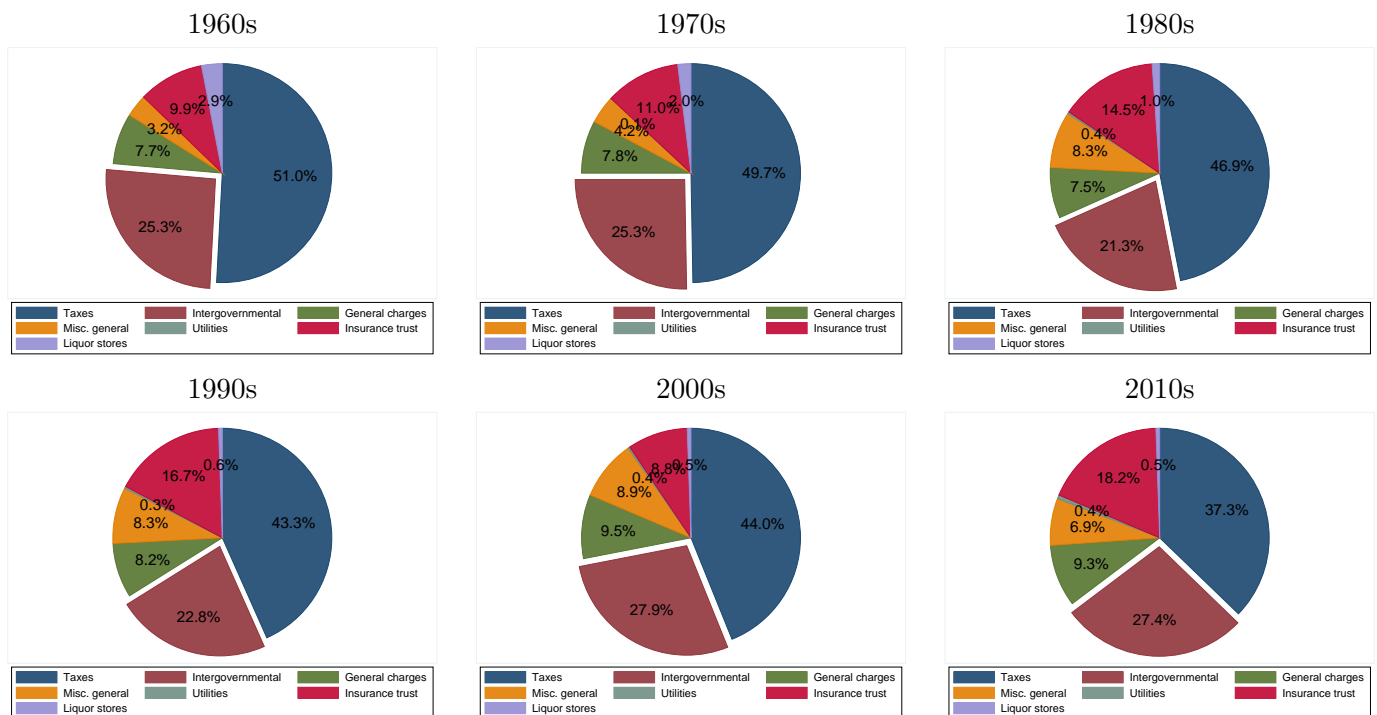 1960s
2.9%
9.9%
3.2%
7.7%
51.0%
25.3%
Taxes Intergovernmental General charges
Misc. general Utilities Insurance trust
Liquor stores
1970s
2.0%
11.0%
0.1%
4.2%
7.8%
49.7%
25.3%
Taxes Intergovernmental General charges
Misc. general Utilities Insurance trust
Liquor stores
1980s
1.0%
14.5%
0.4%
8.3%
46.9%
7.5%
21.3%
Taxes Intergovernmental General charges
Misc. general Utilities Insurance trust
Liquor stores
1990s
0.6%
16.7%
0.3%
8.3%
43.3%
8.2%
22.8%
Taxes Intergovernmental General charges
Misc. general Utilities Insurance trust
Liquor stores
2000s
0.5%
8.8%
0.4%
8.9%
44.0%
9.5%
27.9%
Taxes Intergovernmental General charges
Misc. general Utilities Insurance trust
Liquor stores
2010s
0.5%
18.2%
0.4%
6.9%
37.3%
9.3%
27.4%
Taxes Intergovernmental General charges
Misc. general Utilities Insurance trust
Liquor stores